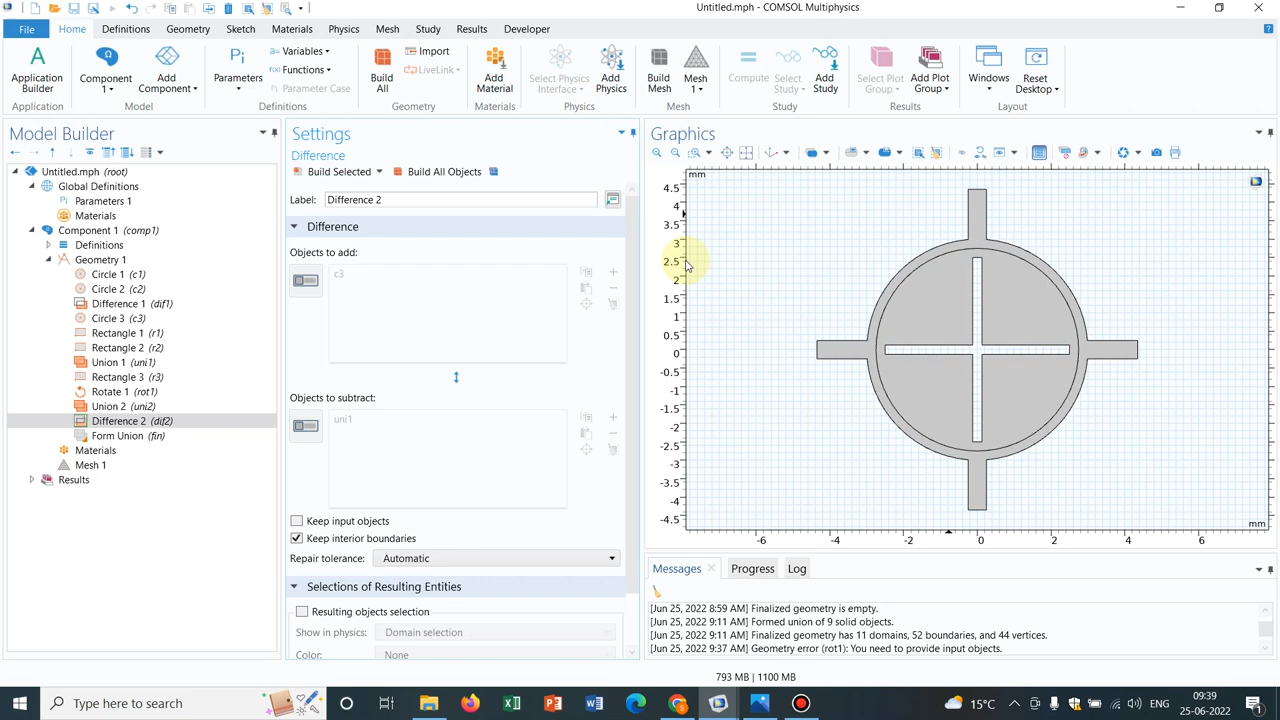 Untitled.mph - COMSOL Multiphysics
File Home Definitions Geometry Sketch Materials Physics Mesh Study Results Developer
Application Builder
Application
Component 1
Add Component
Model
Parameters
a= Variables
f(x) Functions
Pi Parameter Case
Definitions
Build All
Import
LiveLink
Geometry
Add Material
Materials
Select Physics Interface
Add Physics
Physics
Build Mesh
Mesh 1
Mesh
Compute
Select Study
Add Study
Study
Select Plot Group
Add Plot Group
Results
Windows
Reset Desktop
Layout
Model Builder
Untitled.mph (root)
Global Definitions
Parameters 1
Materials
Component 1 (comp1)
Definitions
Geometry 1
Circle 1 (c1)
Circle 2 (c2)
Difference 1 (dif1)
Circle 3 (c3)
Rectangle 1 (r1)
Rectangle 2 (r2)
Union 1 (uni1)
Rectangle 3 (r3)
Rotate 1 (rot1)
Union 2 (uni2)
Difference 2 (dif2)
Form Union (fin)
Materials
Mesh 1
Results
Settings
Difference
Build Selected Build All Objects
Label: Difference 2
Difference
Objects to add:
c3
Objects to subtract:
uni1
Keep input objects
Keep interior boundaries
Repair tolerance: Automatic
Selections of Resulting Entities
Resulting objects selection
Show in physics: Domain selection
Color: None
Graphics
mm
4.5
4
3.5
3
2.5
2
1.5
1
0.5
0
-0.5
-1
-1.5
-2
-2.5
-3
-3.5
-4
-4.5
-6 -4 -2 0 2 4 6
mm
Messages Progress Log
[Jun 25, 2022 8:59 AM] Finalized geometry is empty.
[Jun 25, 2022 9:11 AM] Formed union of 9 solid objects.
[Jun 25, 2022 9:11 AM] Finalized geometry has 11 domains, 52 boundaries, and 44 vertices.
[Jun 25, 2022 9:37 AM] Geometry error (rot1): You need to provide input objects.
793 MB | 1100 MB
Type here to search
15°C
ENG
09:39
25-06-2022
1